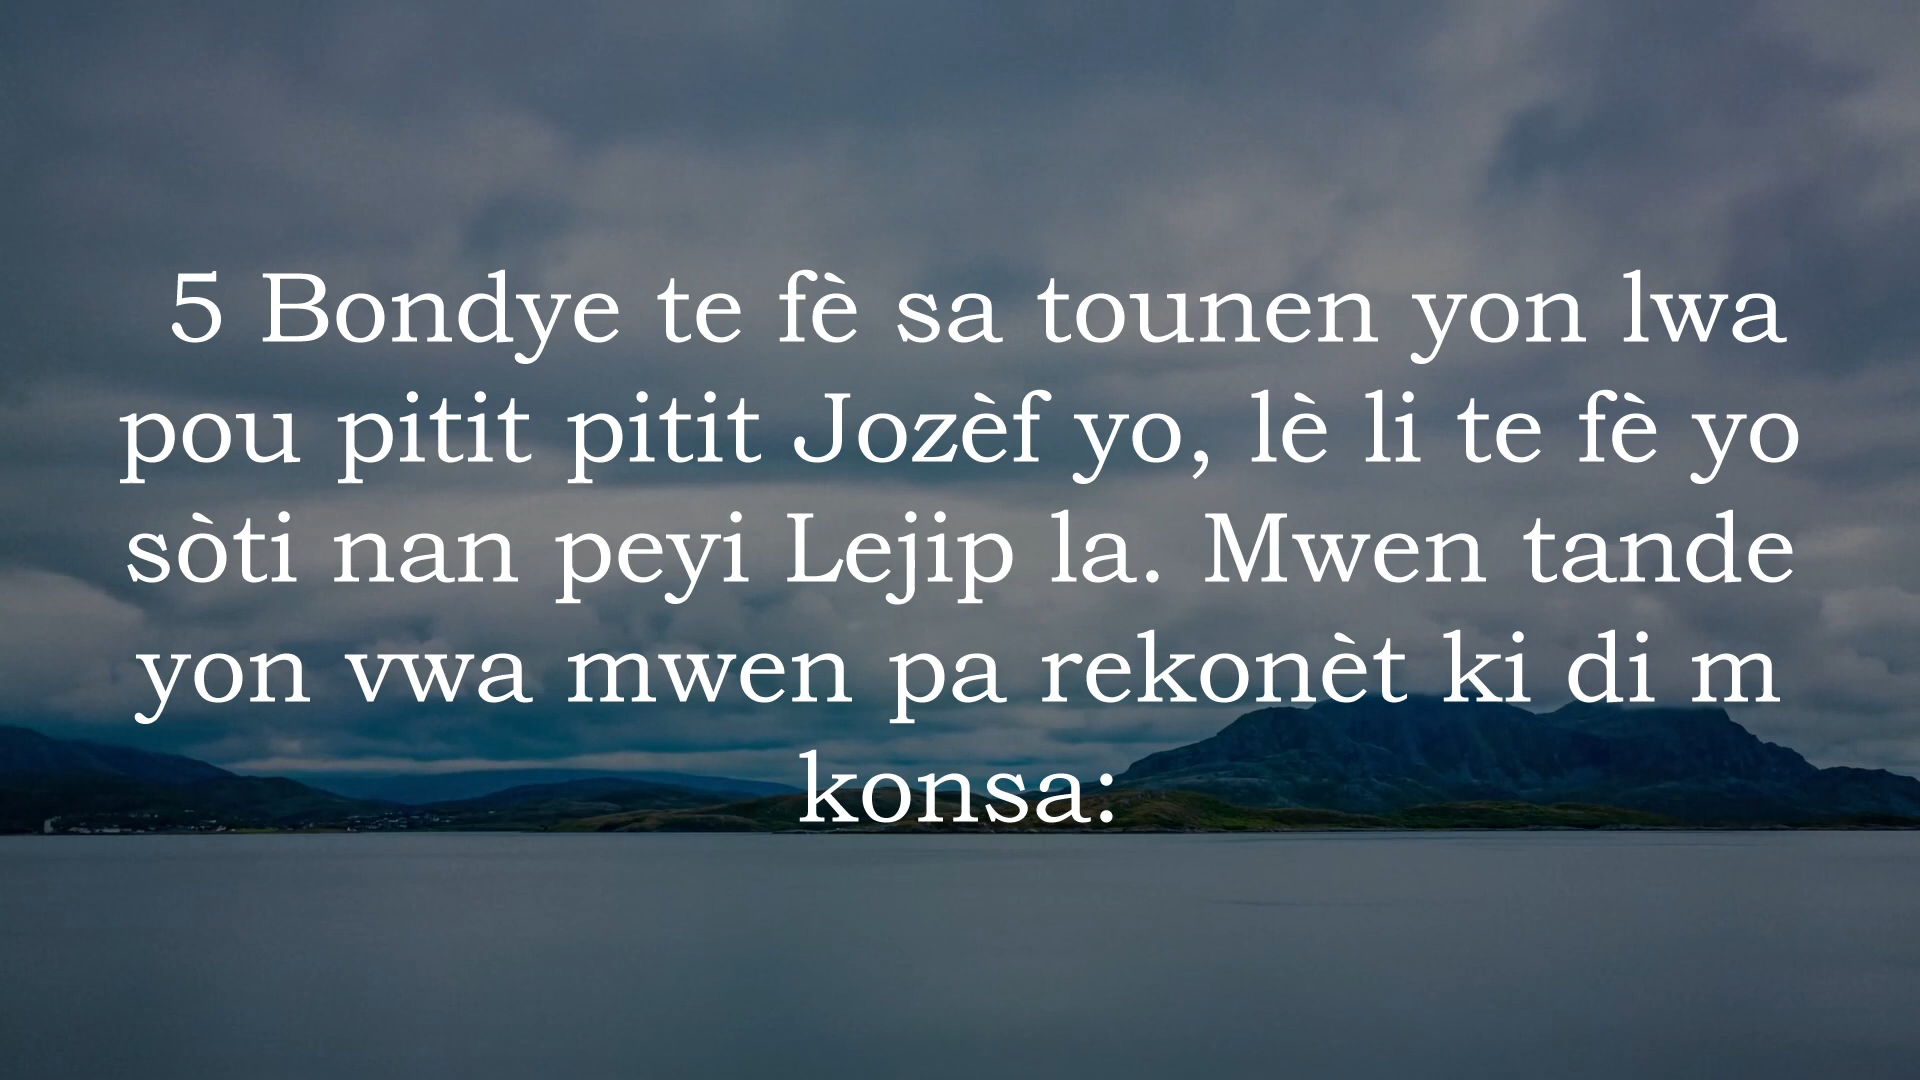 5 Bondye te fè sa tounen yon lwa
pou pitit pitit Jozèf yo, lè li te fè yo
sòti nan peyi Lejip la. Mwen tande
yon vwa mwen pa rekonèt ki di m
konsa: